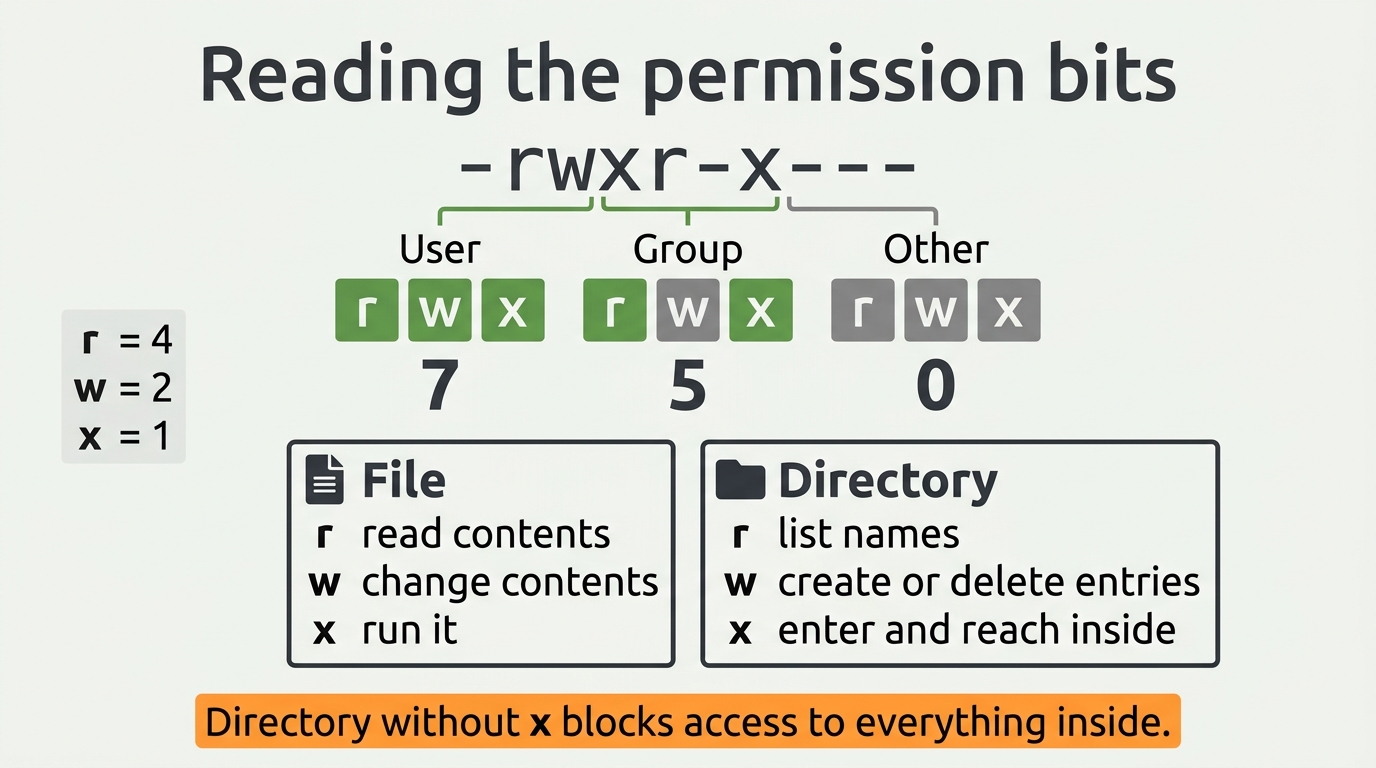 Reading the permission bits
-rwxr-x---
User Group Other
r w x r w x r w x
7 5 0
r = 4
w = 2
x = 1
File
r read contents
w change contents
x run it
Directory
r list names
w create or delete entries
x enter and reach inside
Directory without x blocks access to everything inside.